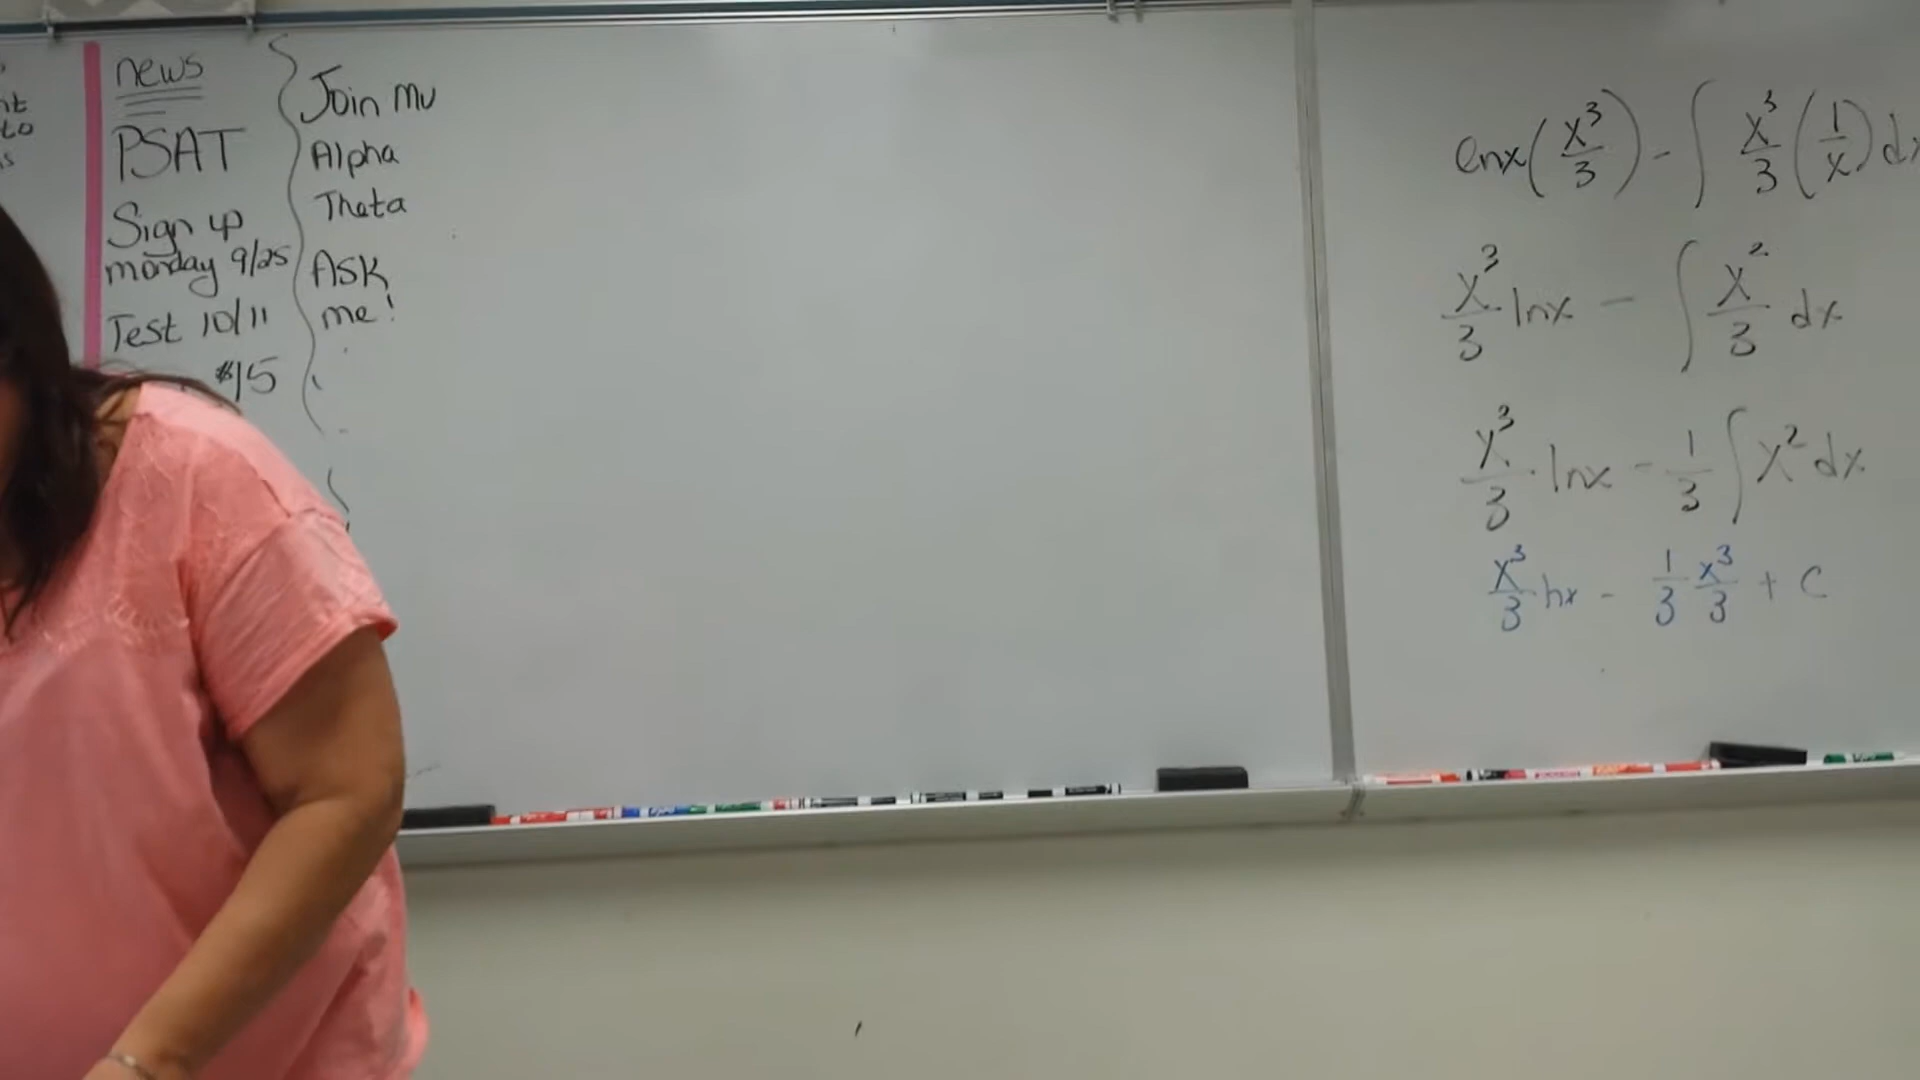 nt
to
news
PSAT
Sign up
monday 9/25
Test 10/11
$15
Join Mu
Alpha
Theta
ASK
me!
lnx(x³/3) - ∫ x³/3 (1/x) dx
x³/3 lnx - ∫ x²/3 dx
x³/3 · lnx - 1/3 ∫ x² dx
x³/3 lnx - 1/3 x³/3 + C